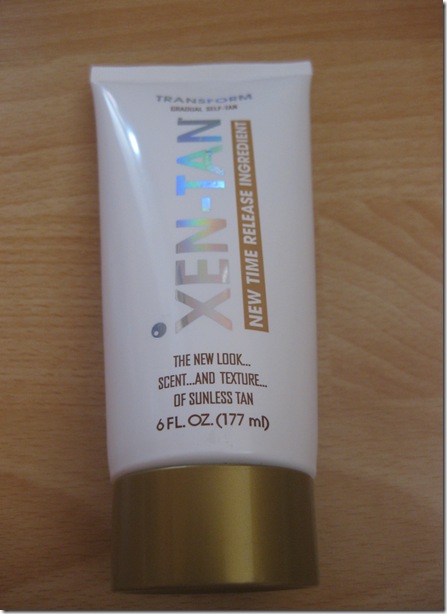 TRANSFORM
GRADUAL SELF-TAN
XEN-TAN
NEW TIME RELEASE INGREDIENT
THE NEW LOOK...
SCENT...AND TEXTURE...
OF SUNLESS TAN
6 FL. OZ. (177 ml)